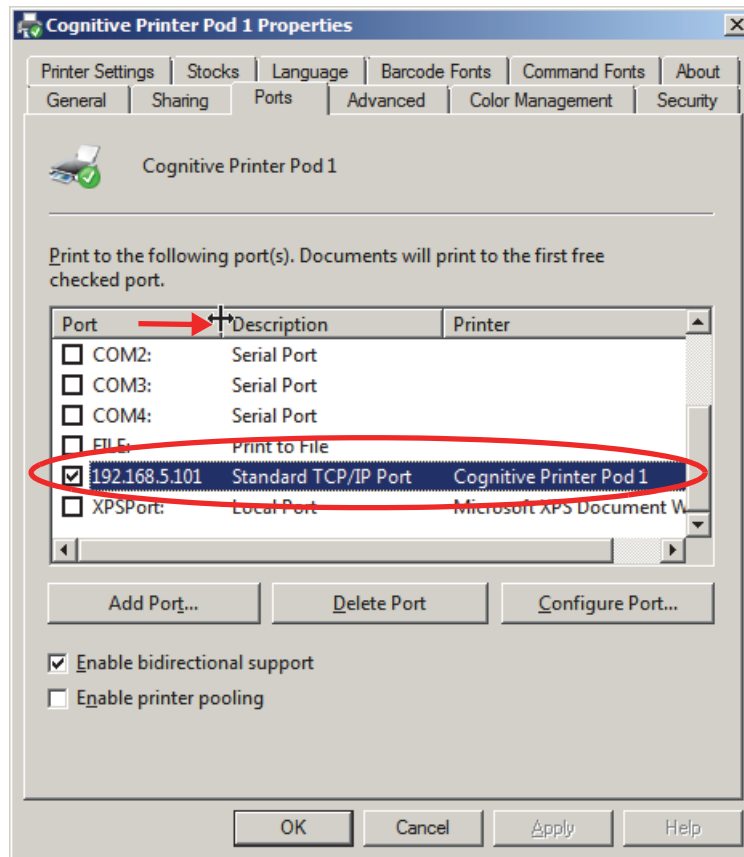 Cognitive Printer Pod 1 Properties
Printer Settings Stocks Language Barcode Fonts Command Fonts About
General Sharing Ports Advanced Color Management Security
Cognitive Printer Pod 1
Print to the following port(s). Documents will print to the first free
checked port.
Port Description Printer
COM2: Serial Port
COM3: Serial Port
COM4: Serial Port
FILE: Print to File
192.168.5.101 Standard TCP/IP Port Cognitive Printer Pod 1
XPSPort: Local Port Microsoft XPS Document W
Add Port... Delete Port Configure Port...
Enable bidirectional support
Enable printer pooling
OK Cancel Apply Help